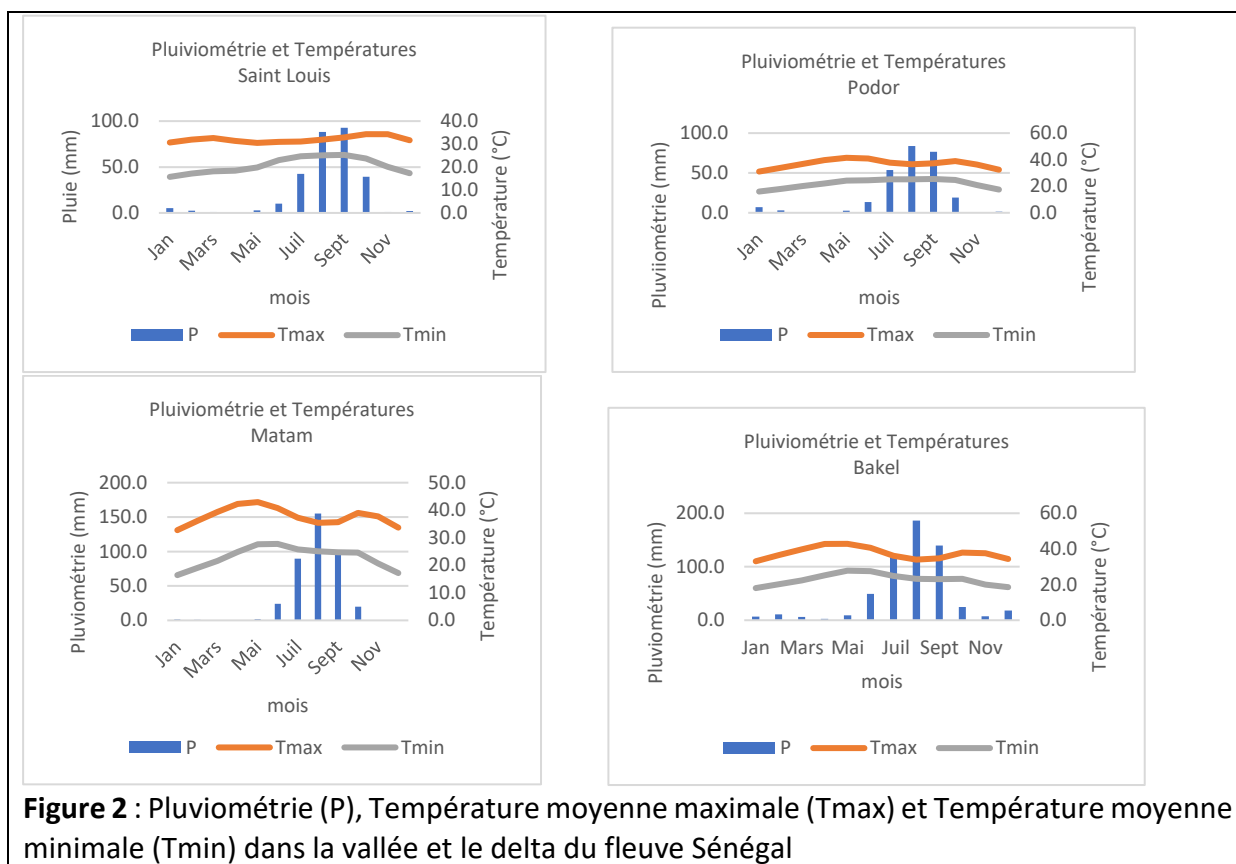 Pluiviométrie et Températures
Saint Louis
Pluie (mm)
100.0
50.0
0.0
40.0
30.0
20.0
10.0
0.0
Température (°C)
Jan
Mars
Mai
Juil
Sept
Nov
mois
P Tmax Tmin
Pluiviométrie et Températures
Podor
Pluviiométrie (mm)
100.0
50.0
0.0
60.0
40.0
20.0
0.0
Température (°C)
Jan
Mars
Mai
Juil
Sept
Nov
mois
P Tmax Tmin
Pluiviométrie et Températures
Matam
Pluviométrie (mm)
200.0
150.0
100.0
50.0
0.0
50.0
40.0
30.0
20.0
10.0
0.0
Température (°C)
Jan
Mars
Mai
Juil
Sept
Nov
mois
P Tmax Tmin
Pluiviométrie et Températures
Bakel
Pluviométrie (mm)
200.0
100.0
0.0
60.0
40.0
20.0
0.0
Température (°C)
Jan Mars Mai Juil Sept Nov
mois
P Tmax Tmin
Figure 2 : Pluviométrie (P), Température moyenne maximale (Tmax) et Température moyenne
minimale (Tmin) dans la vallée et le delta du fleuve Sénégal